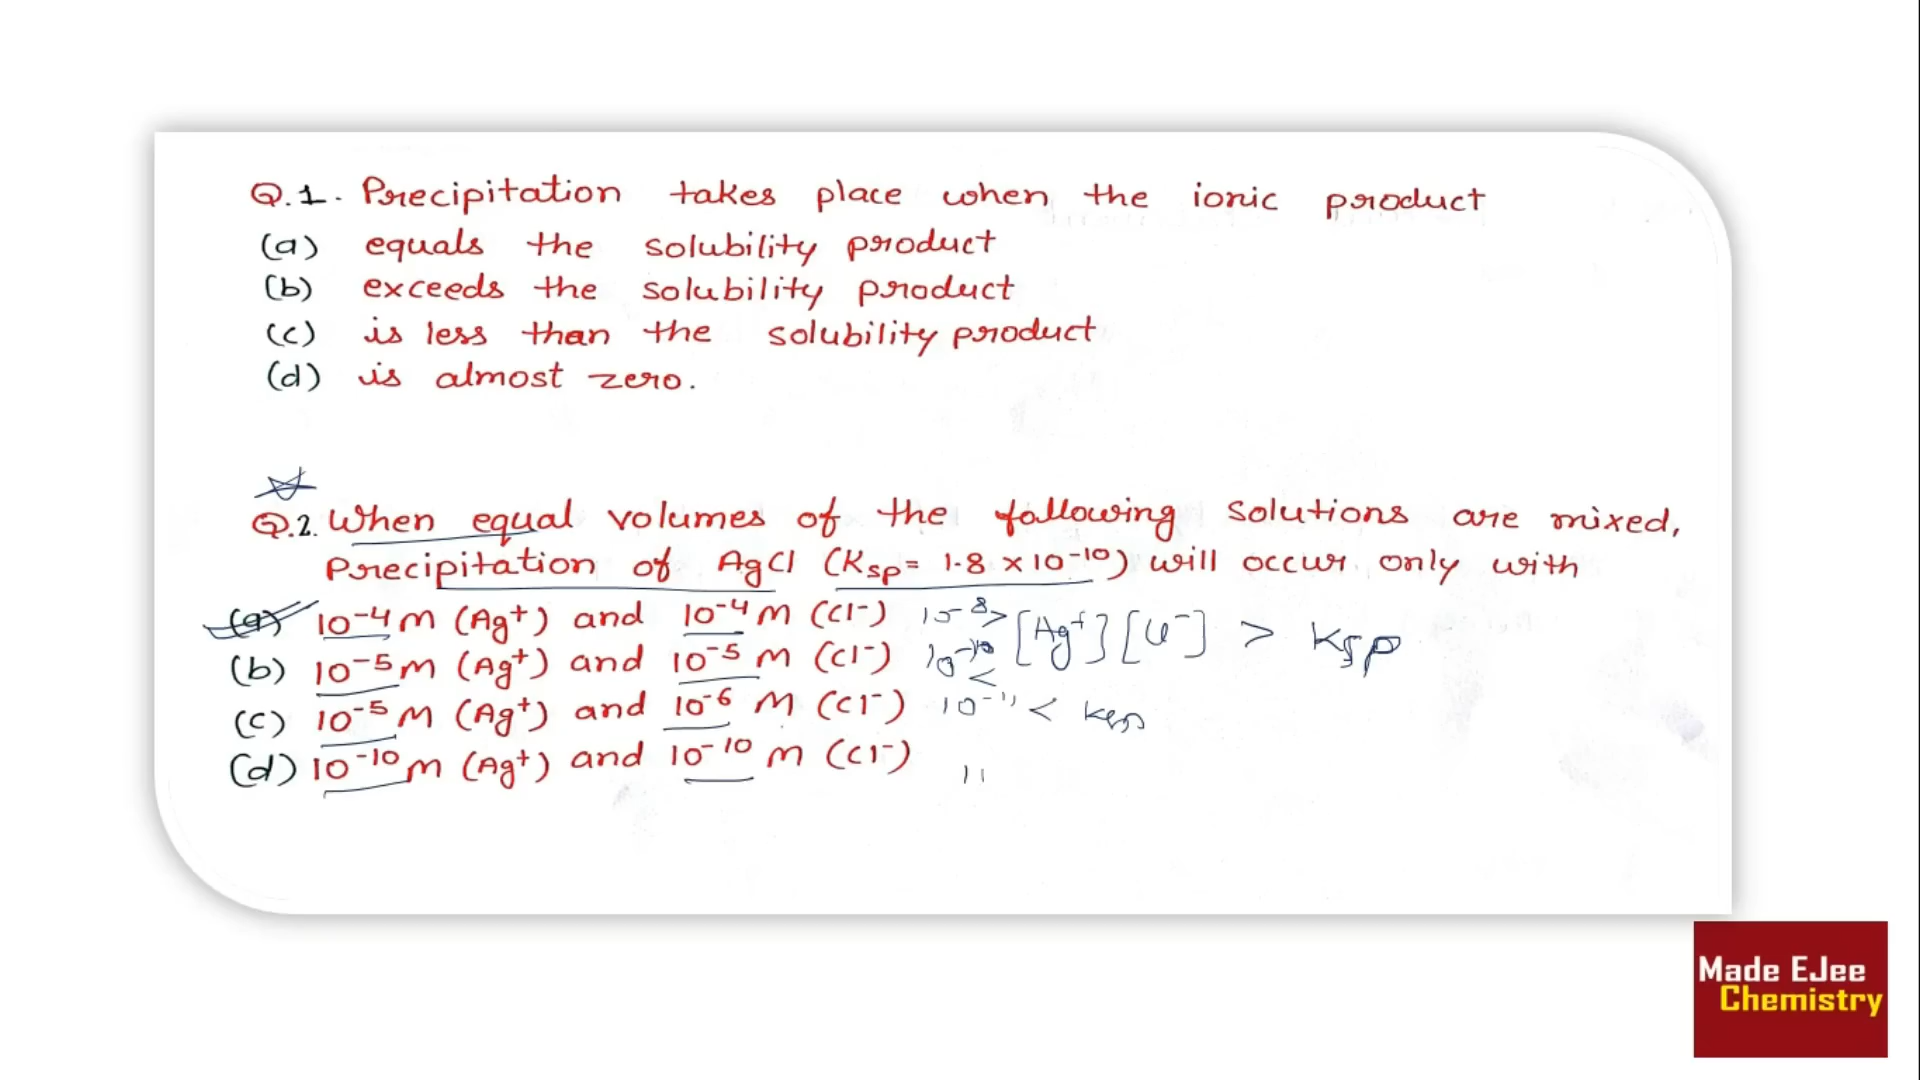 Q.1. Precipitation takes place when the ionic product
(a) equals the solubility product
(b) exceeds the solubility product
(c) is less than the solubility product
(d) is almost zero.
Q.2. When equal volumes of the following solutions are mixed,
Precipitation of AgCl (Ksp = 1.8 × 10⁻¹⁰) will occur only with
(a) 10⁻⁴ M (Ag⁺) and 10⁻⁴ M (Cl⁻) 10⁻⁸ > [Ag⁺] [Cl⁻] > Ksp
(b) 10⁻⁵ M (Ag⁺) and 10⁻⁵ M (Cl⁻) 10⁻¹⁰ <
(c) 10⁻⁵ M (Ag⁺) and 10⁻⁶ M (Cl⁻) 10⁻¹¹ < Ksp
(d) 10⁻¹⁰ M (Ag⁺) and 10⁻¹⁰ M (Cl⁻) 11
Made EJee
Chemistry